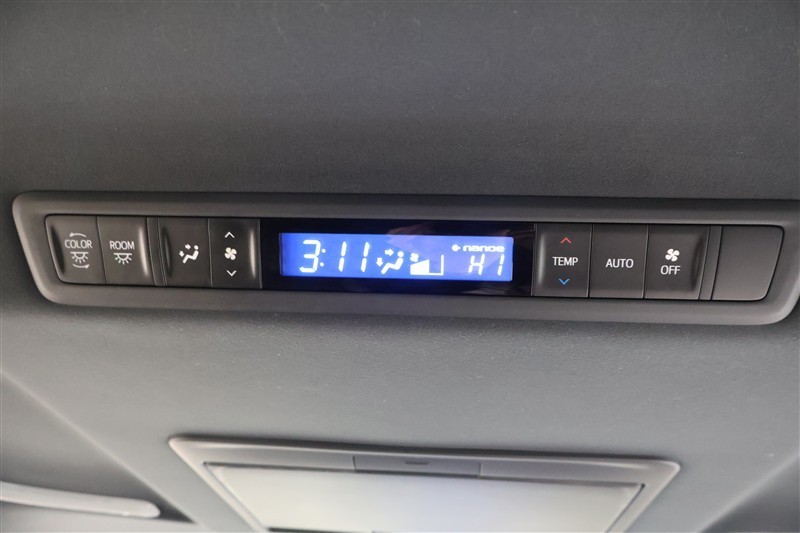 COLOR
ROOM
3:11
nanoe
HI
TEMP
AUTO
OFF